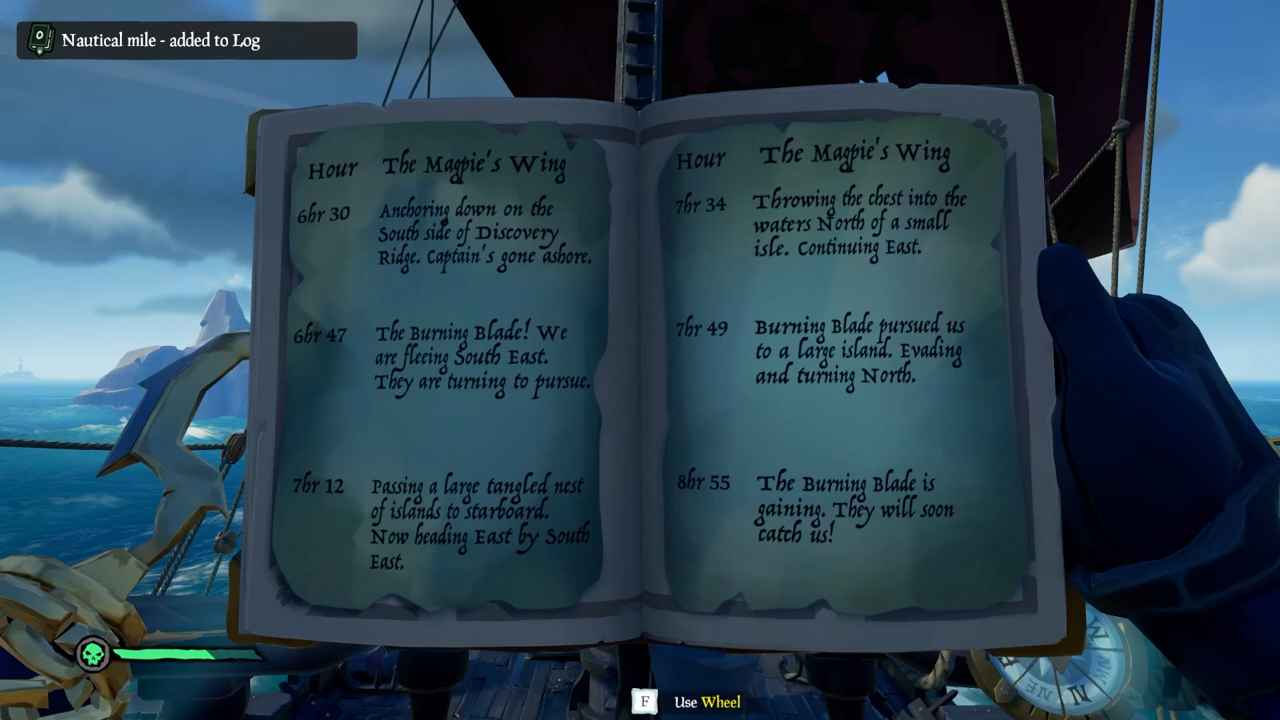 Nautical mile - added to Log
Hour The Magpie's Wing
6hr 30 Anchoring down on the
South side of Discovery
Ridge. Captain's gone ashore.
6hr 47 The Burning Blade! We
are fleeing South East.
They are turning to pursue.
7hr 12 Passing a large tangled nest
of islands to starboard.
Now heading East by South
East.
Hour The Magpie's Wing
7hr 34 Throwing the chest into the
waters North of a small
isle. Continuing East.
7hr 49 Burning Blade pursued us
to a large island. Evading
and turning North.
8hr 55 The Burning Blade is
gaining. They will soon
catch us!
F Use Wheel
W
N
NE